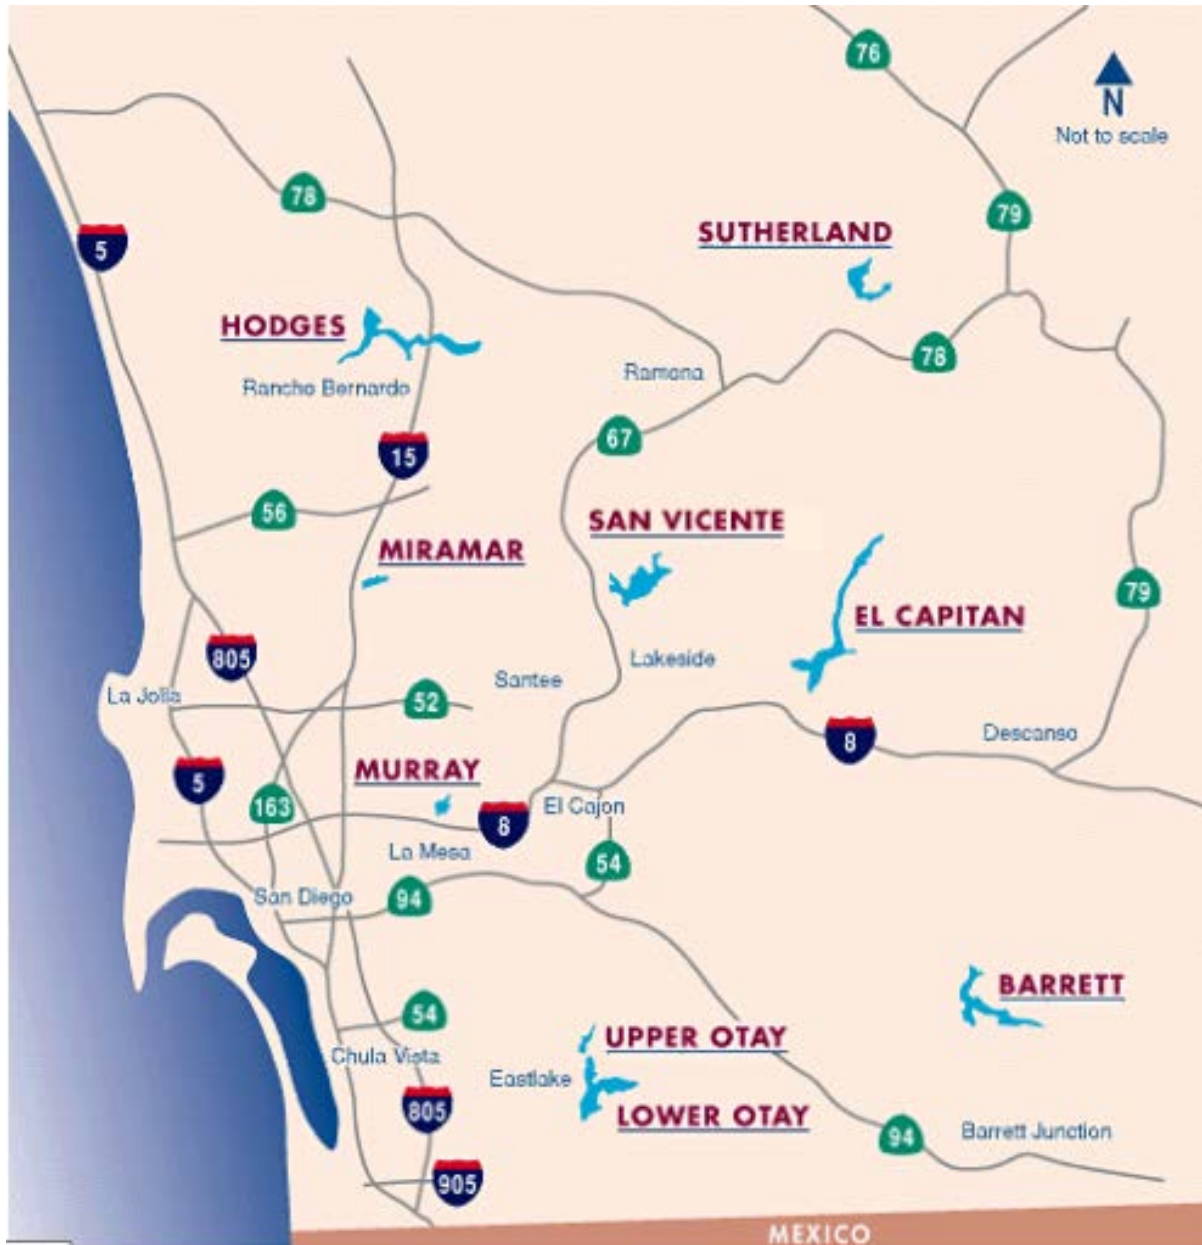 76
N
Not to scale
78
79
SUTHERLAND
5
HODGES
Rancho Bernardo
Ramona
78
67
15
56
SAN VICENTE
MIRAMAR
79
EL CAPITAN
805
Lakeside
Santee
La Jolla
52
8
Descanso
5
MURRAY
163
El Cajon
8
La Mesa
54
San Diego
94
BARRETT
54
UPPER OTAY
Chula Vista
Eastlake
805
LOWER OTAY
94
Barrett Junction
905
MEXICO